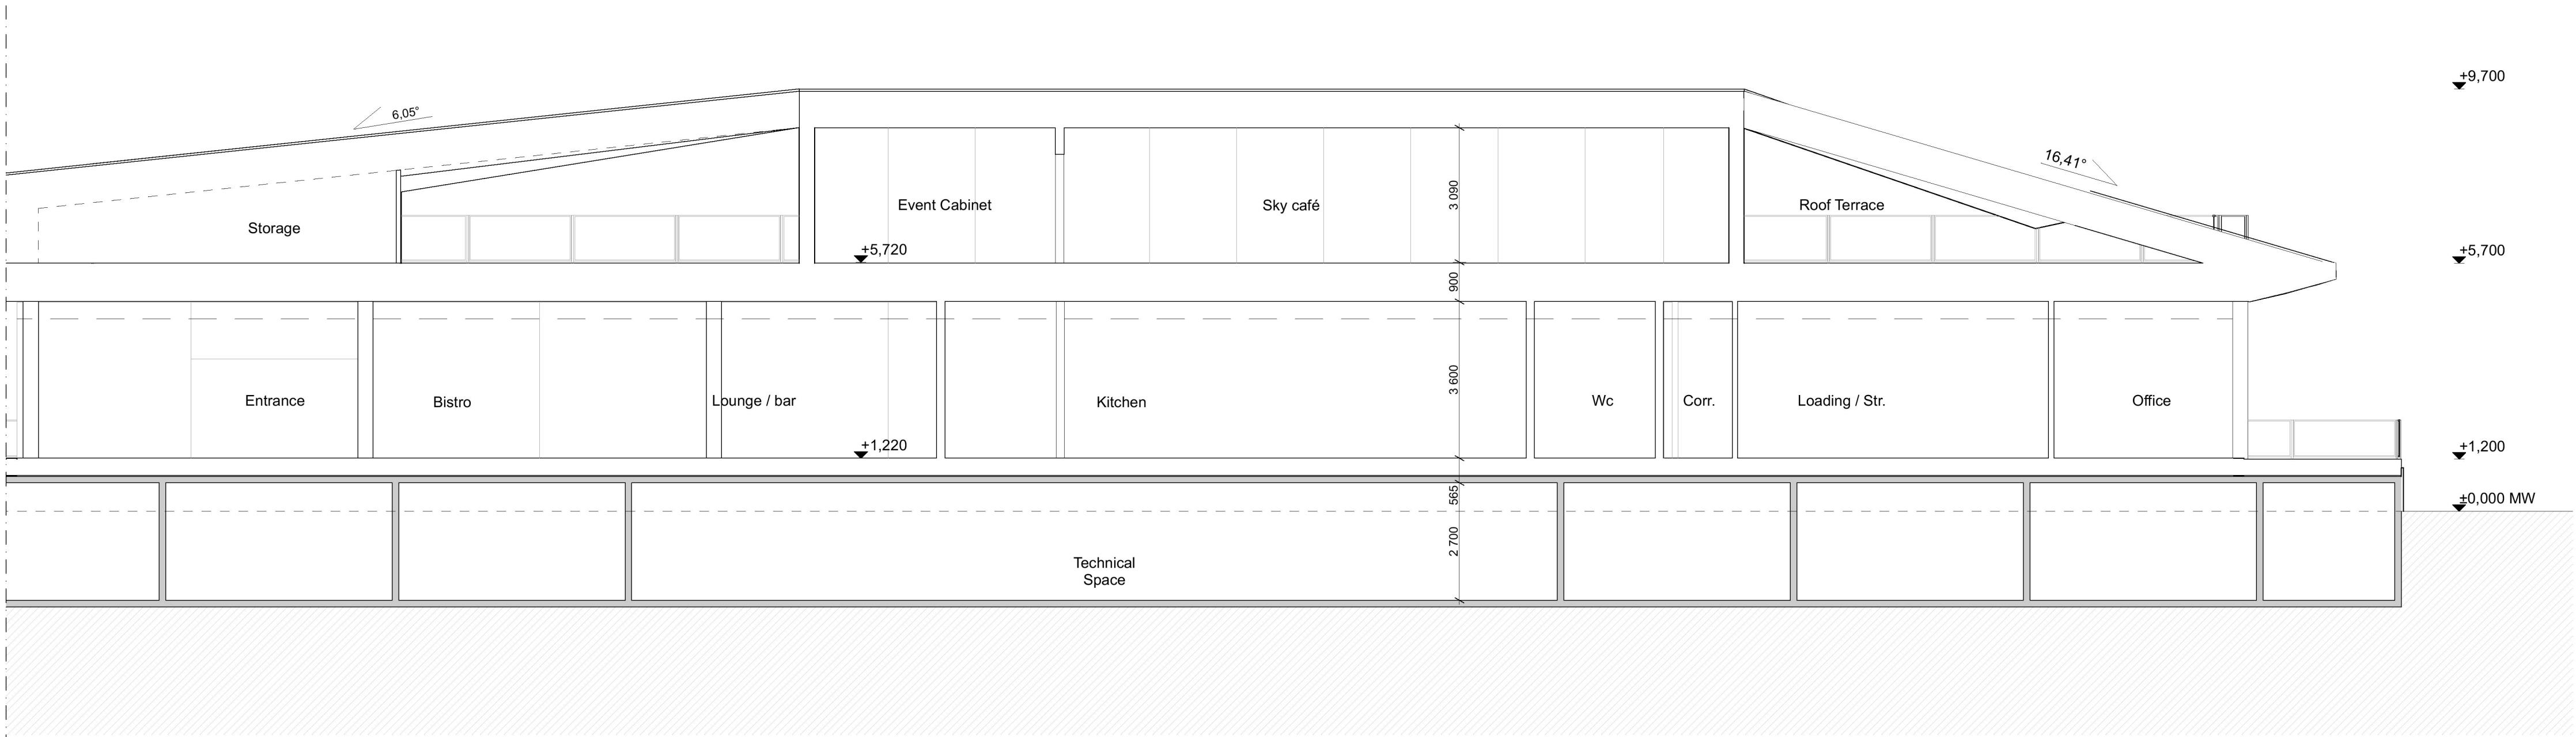 +9,700
6,05°
16,41°
3 090
Event Cabinet
Sky café
Roof Terrace
Storage
+5,720
+5,700
900
3 600
Entrance
Bistro
Lounge / bar
Kitchen
Wc
Corr.
Loading / Str.
Office
+1,220
+1,200
565
±0,000 MW
2 700
Technical
Space